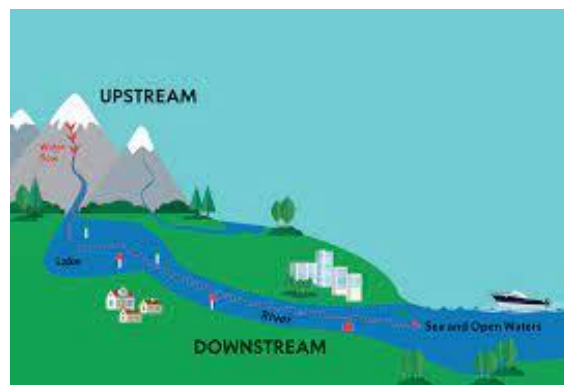 UPSTREAM
Water
flow
Lake
River
Sea and Open Waters
DOWNSTREAM